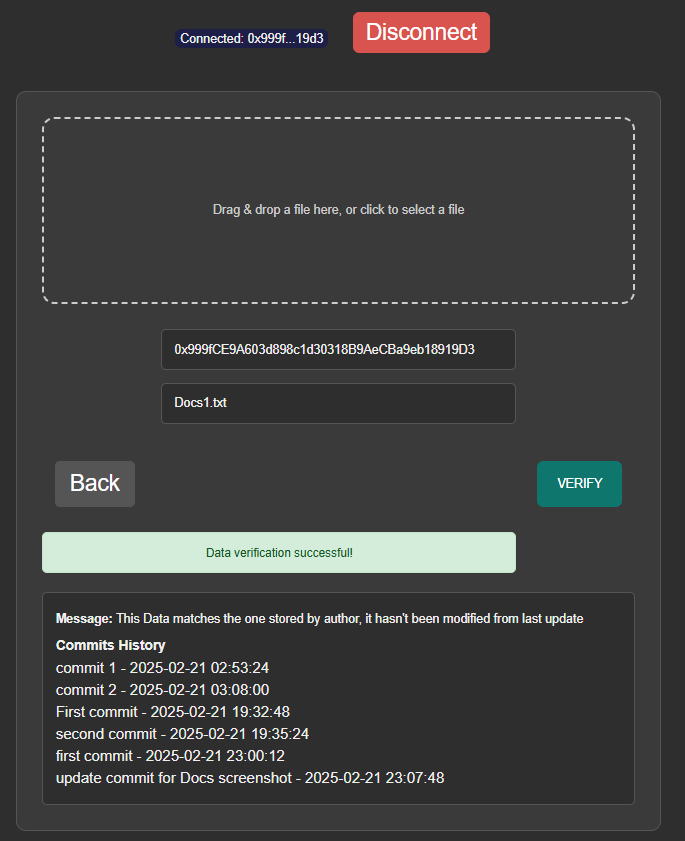 Connected: 0x999f...19d3
Disconnect
Drag & drop a file here, or click to select a file
0x999fCE9A603d898c1d30318B9AeCBa9eb18919D3
Docs1.txt
Back
VERIFY
Data verification successful!
Message: This Data matches the one stored by author, it hasn't been modified from last update
Commits History
commit 1 - 2025-02-21 02:53:24
commit 2 - 2025-02-21 03:08:00
First commit - 2025-02-21 19:32:48
second commit - 2025-02-21 19:35:24
first commit - 2025-02-21 23:00:12
update commit for Docs screenshot - 2025-02-21 23:07:48